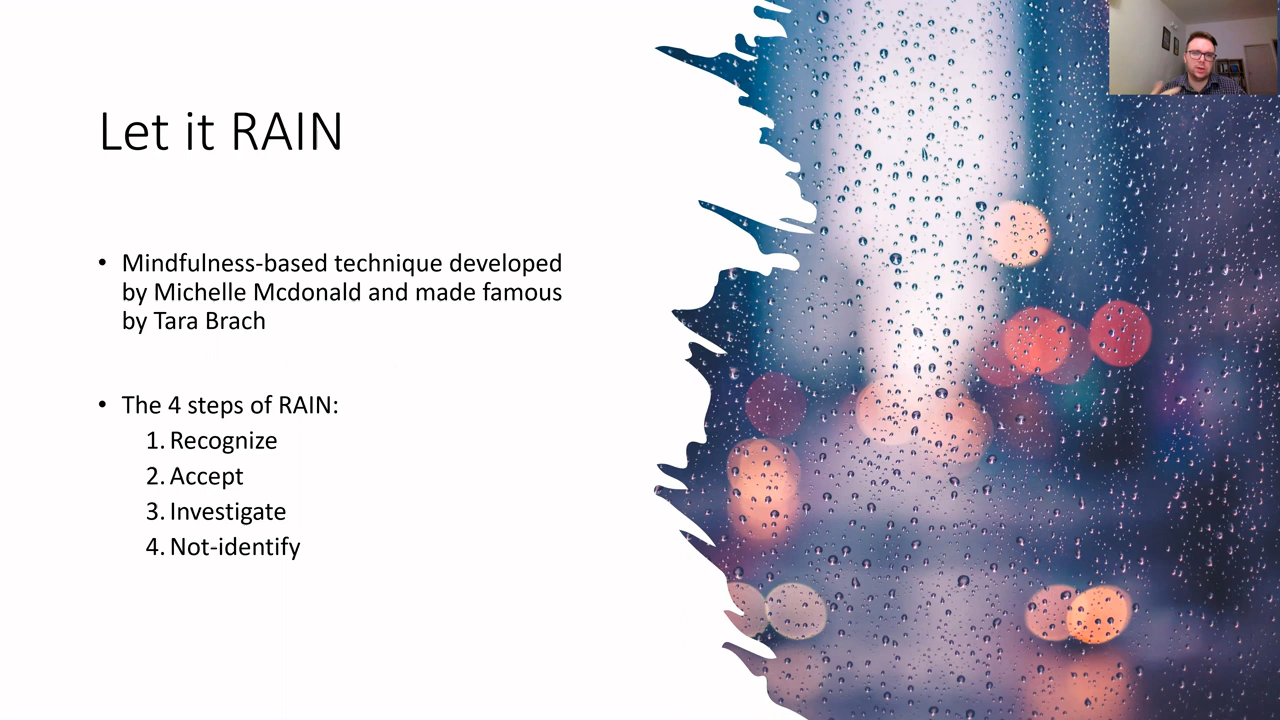 Let it RAIN
• Mindfulness-based technique developed
by Michelle Mcdonald and made famous
by Tara Brach
• The 4 steps of RAIN:
1. Recognize
2. Accept
3. Investigate
4. Not-identify